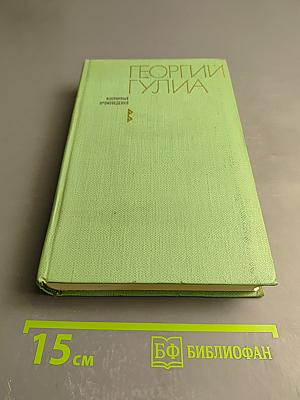 ГЕОРГИЙ
ГУЛИА
ИЗБРАННЫЕ
ПРОИЗВЕДЕНИЯ
15 см
БФ БИБЛИОФАН